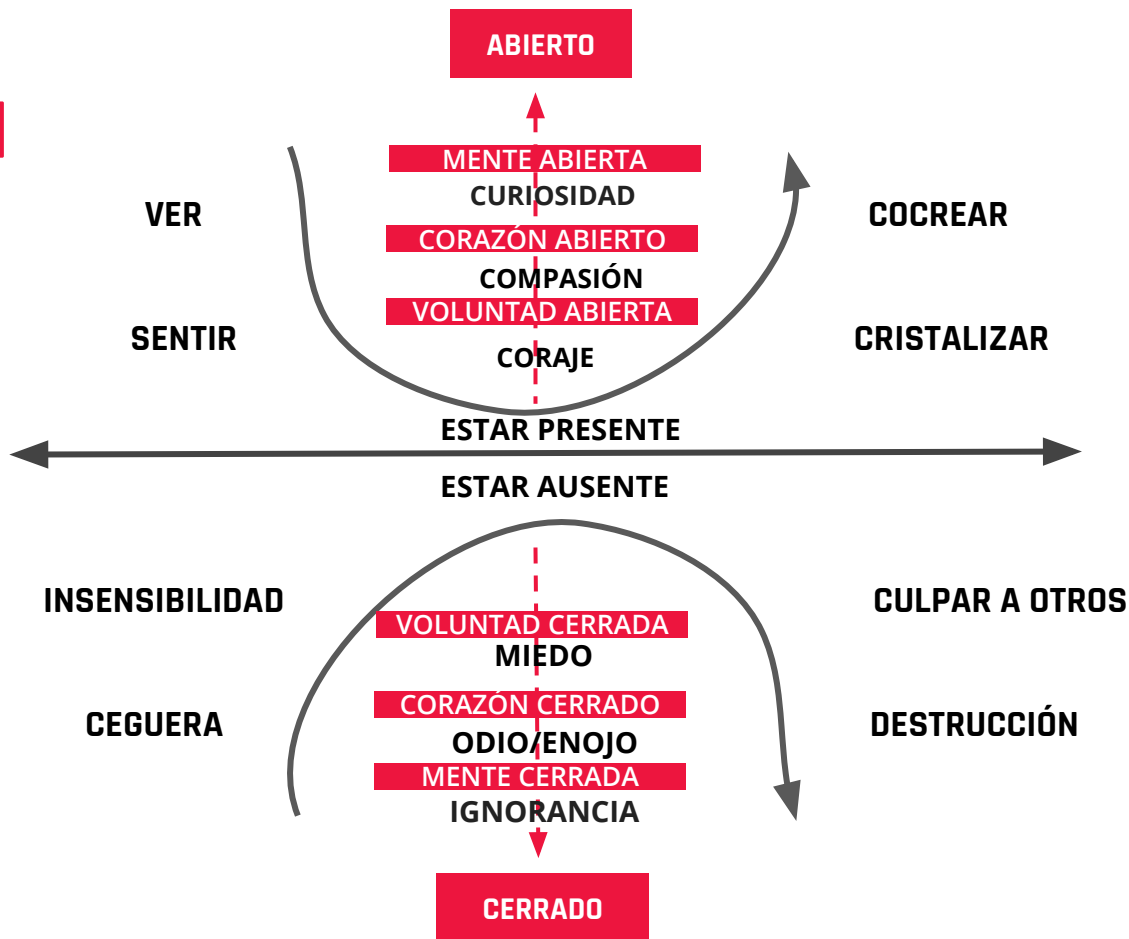 ABIERTO
MENTE ABIERTA
CURIOSIDAD
VER
COCREAR
CORAZÓN ABIERTO
COMPASIÓN
VOLUNTAD ABIERTA
SENTIR
CRISTALIZAR
CORAJE
ESTAR PRESENTE
ESTAR AUSENTE
INSENSIBILIDAD
CULPAR A OTROS
VOLUNTAD CERRADA
MIEDO
CORAZÓN CERRADO
CEGUERA
DESTRUCCIÓN
ODIO/ENOJO
MENTE CERRADA
IGNORANCIA
CERRADO